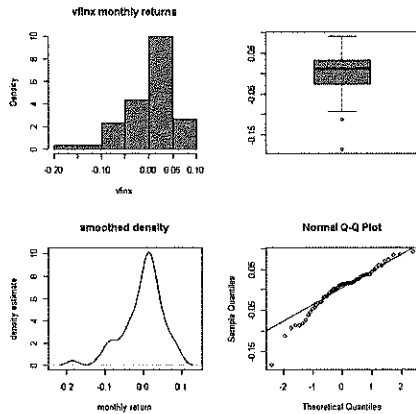 vfinx monthly returns
Density
0 2 4 6 8 10
-0.20 -0.10 0.00 0.05 0.10
vfinx
-0.15 -0.05 0.05
smoothed density
density estimate
0 2 4 6 8 10
-0.2 -0.1 0.0 0.1
monthly return
Normal Q-Q Plot
Sample Quantiles
-0.15 -0.05 0.05
-2 -1 0 1 2
Theoretical Quantiles